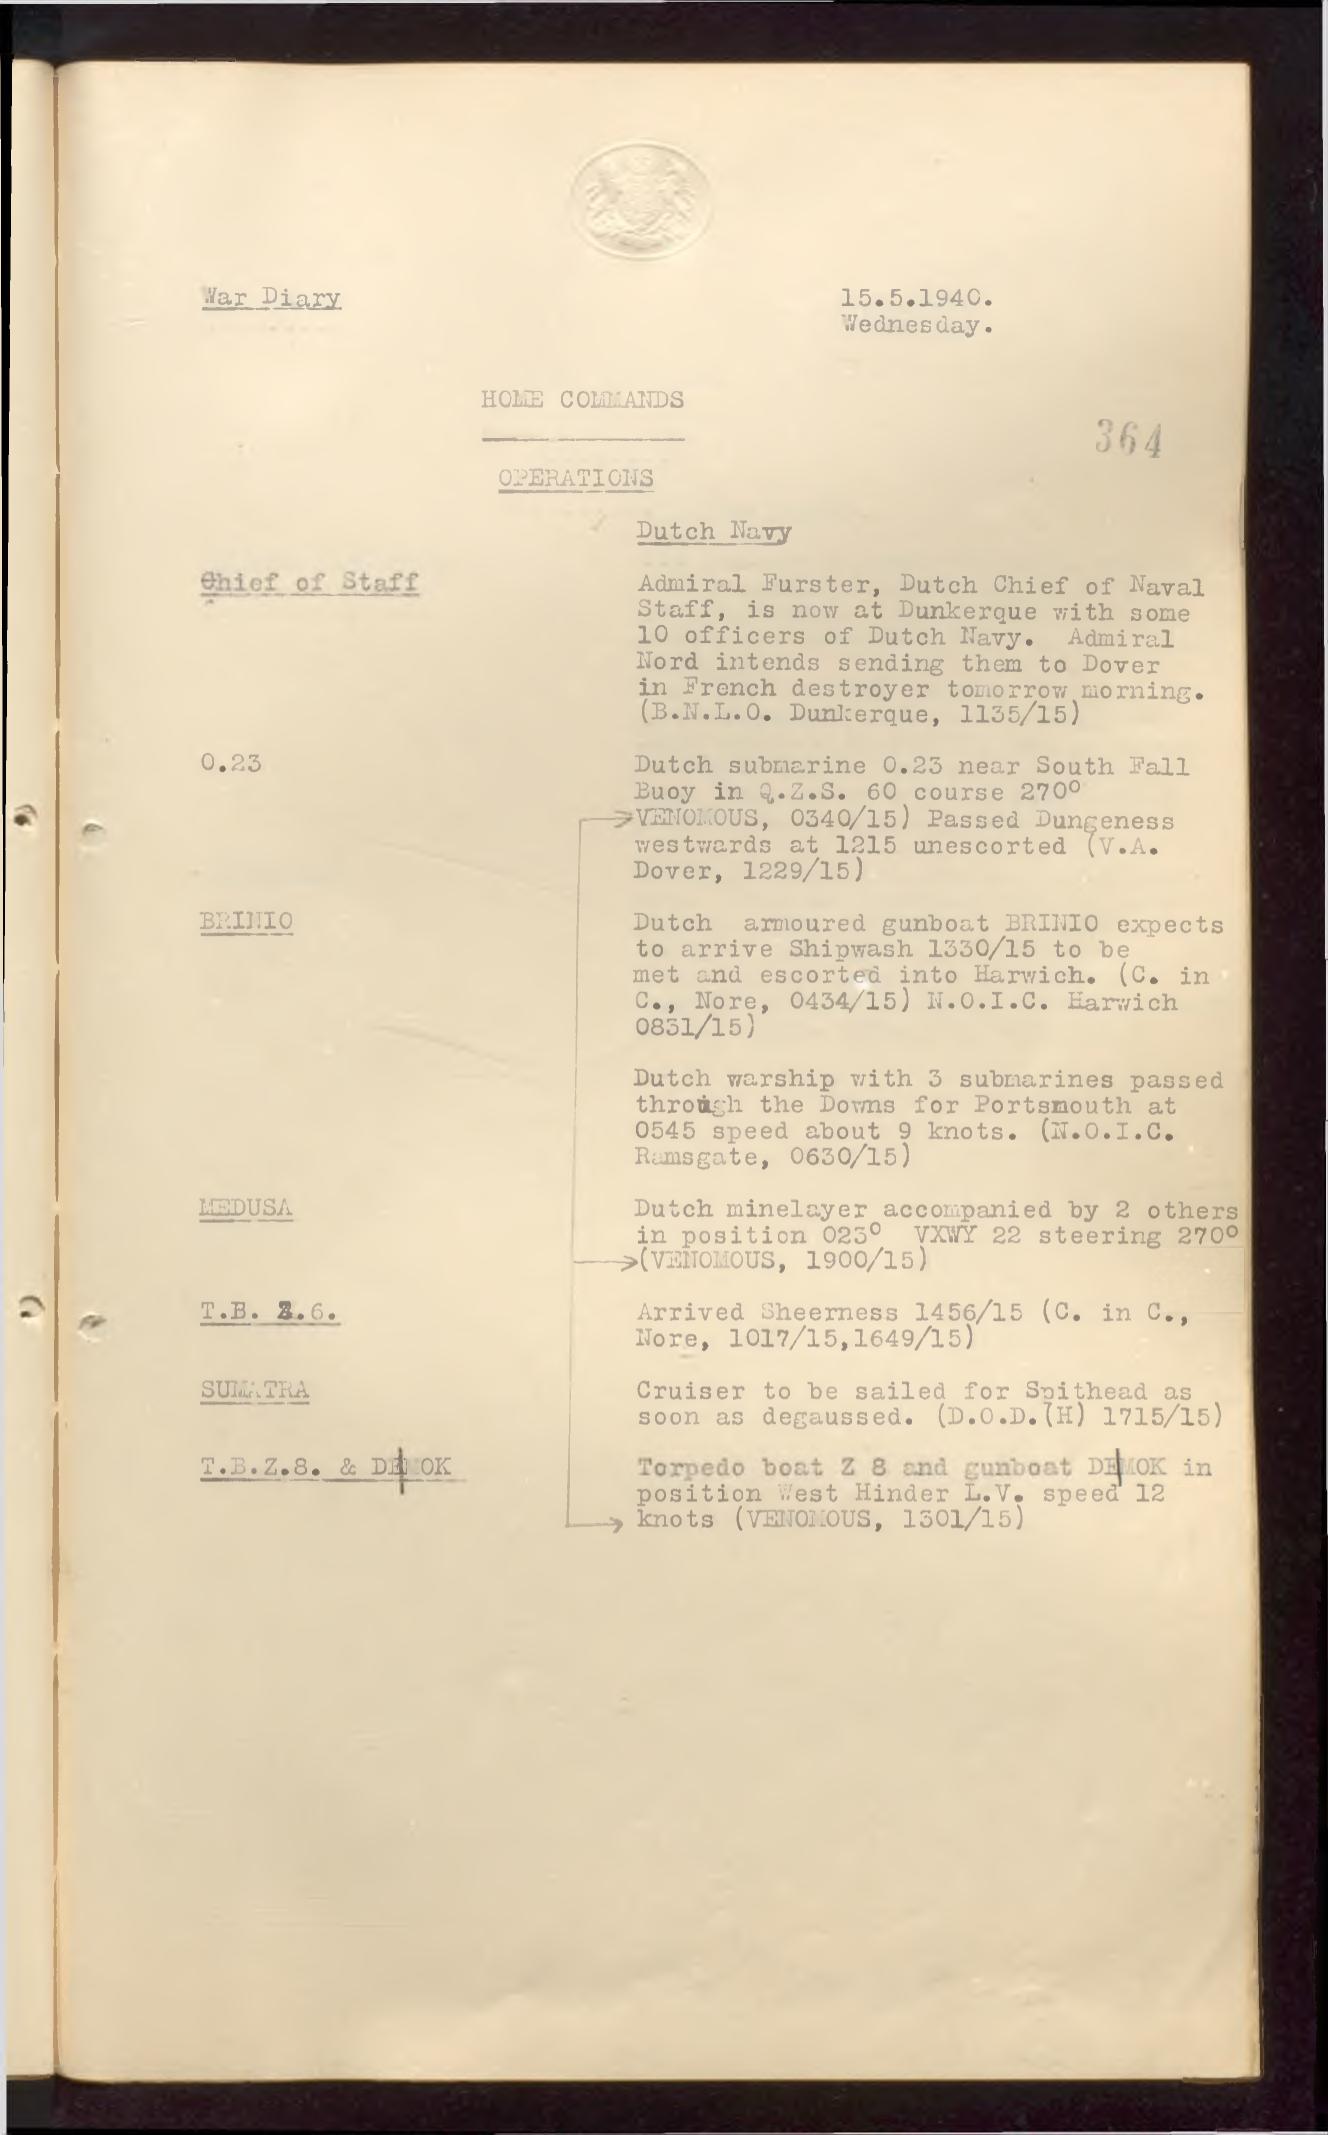 War Diary
15.5.1940.
Wednesday.
HOME COMMANDS
364
OPERATIONS
Dutch Navy
Chief of Staff
Admiral Furster, Dutch Chief of Naval
Staff, is now at Dunkerque with some
10 officers of Dutch Navy. Admiral
Nord intends sending them to Dover
in French destroyer tomorrow morning.
(B.N.L.O. Dunkerque, 1135/15)
O.23
Dutch submarine O.23 near South Fall
Buoy in Q.Z.S. 60 course 270°
VENOMOUS, 0340/15) Passed Dungeness
westwards at 1215 unescorted (V.A.
Dover, 1229/15)
BRINIO
Dutch armoured gunboat BRINIO expects
to arrive Shipwash 1330/15 to be
met and escorted into Harwich. (C. in
C., Nore, 0434/15) N.O.I.C. Harwich
0831/15)
Dutch warship with 3 submarines passed
through the Downs for Portsmouth at
0545 speed about 9 knots. (N.O.I.C.
Ramsgate, 0630/15)
MEDUSA
Dutch minelayer accompanied by 2 others
in position 023° VXWY 22 steering 270°
(VENOMOUS, 1900/15)
T.B. Z.6.
Arrived Sheerness 1456/15 (C. in C.,
Nore, 1017/15,1649/15)
SUMATRA
Cruiser to be sailed for Spithead as
soon as degaussed. (D.O.D.(H) 1715/15)
T.B.Z.8. & DEMOK
Torpedo boat Z 8 and gunboat DEMOK in
position West Hinder L.V. speed 12
knots (VENOMOUS, 1301/15)